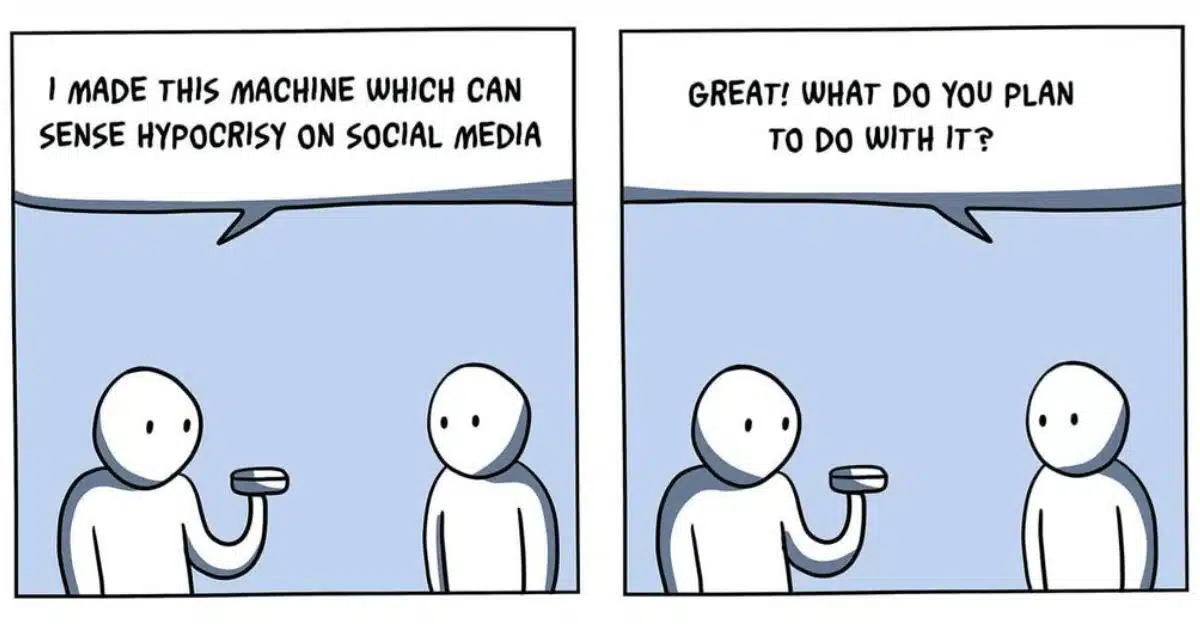 I MADE THIS MACHINE WHICH CAN
SENSE HYPOCRISY ON SOCIAL MEDIA
GREAT! WHAT DO YOU PLAN
TO DO WITH IT?